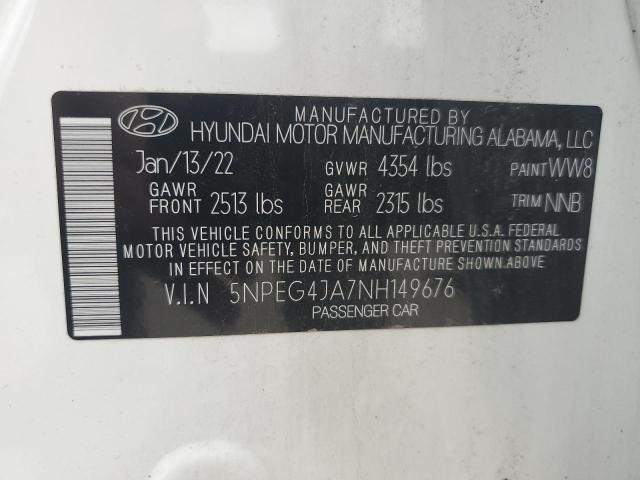 MANUFACTURED BY
HYUNDAI MOTOR MANUFACTURING ALABAMA, LLC
Jan/13/22 GVWR 4354 lbs PAINT WW8
GAWR FRONT 2513 lbs GAWR REAR 2315 lbs TRIM NNB
THIS VEHICLE CONFORMS TO ALL APPLICABLE U.S.A. FEDERAL
MOTOR VEHICLE SAFETY, BUMPER, AND THEFT PREVENTION
STANDARDS IN EFFECT ON THE DATE OF MANUFACTURE SHOWN ABOVE.
V.I.N 5NPEG4JA7NH149676
PASSENGER CAR